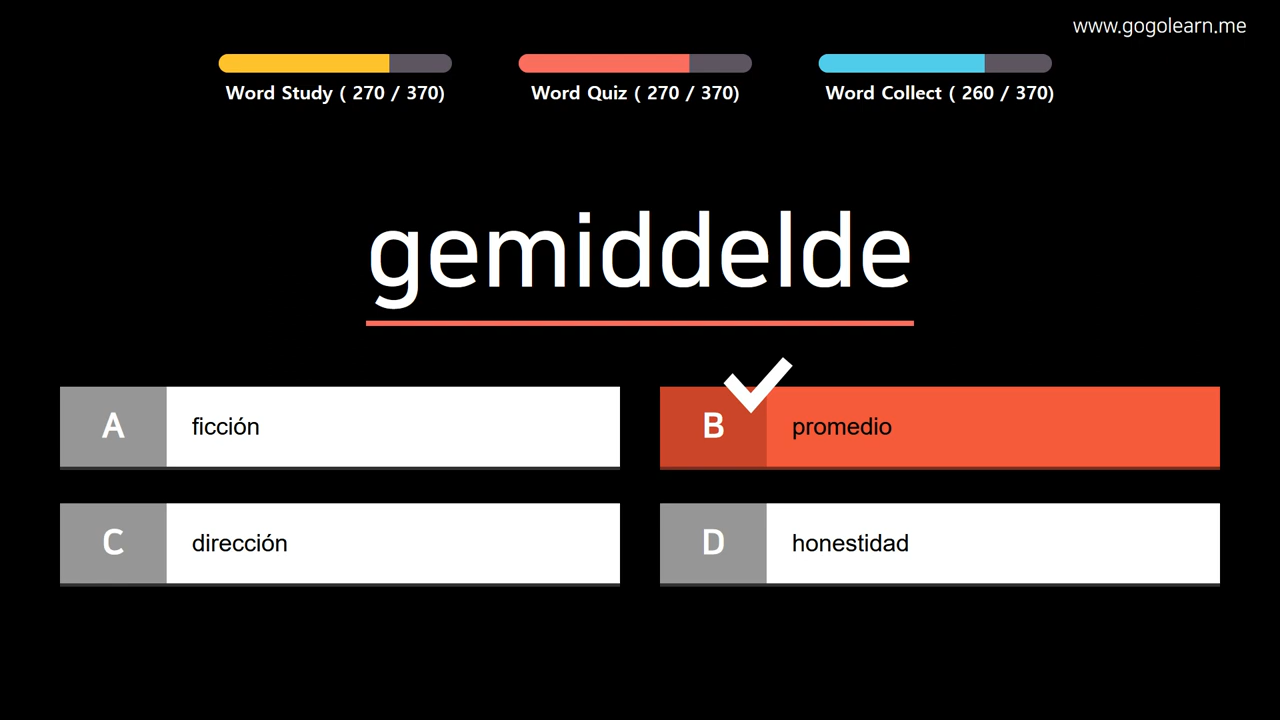 www.gogolearn.me
Word Study ( 270 / 370)
Word Quiz ( 270 / 370)
Word Collect ( 260 / 370)
gemiddelde
A
ficción
B
promedio
C
dirección
D
honestidad